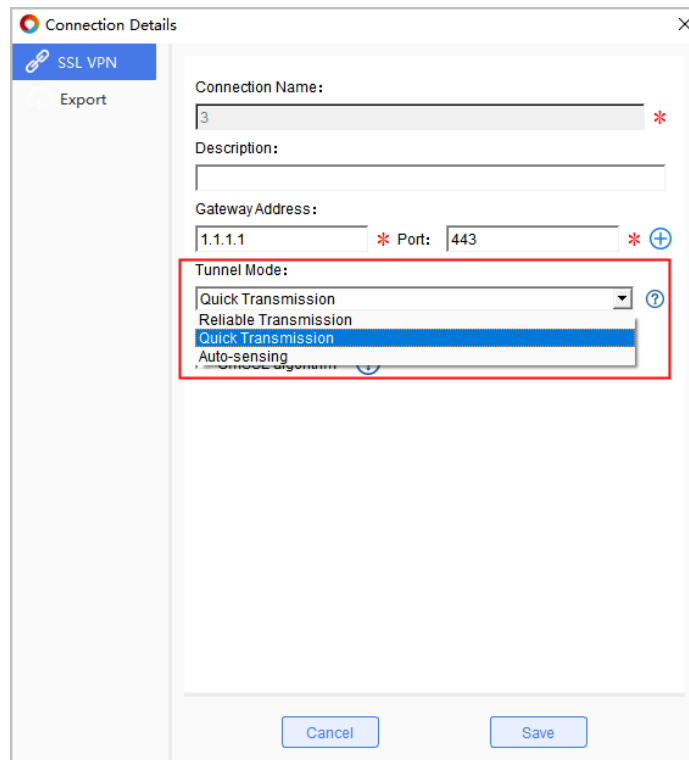 Connection Details
SSL VPN
Export
Connection Name:
3 *
Description:
Gateway Address:
1.1.1.1 * Port: 443 *
Tunnel Mode:
Quick Transmission
Reliable Transmission
Quick Transmission
Auto-sensing
algorithm
Cancel Save